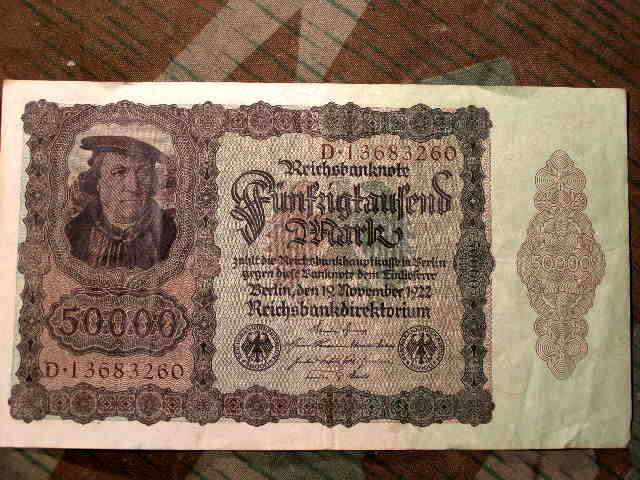 D·13683260
Reichsbanknote
Fünfzigtausend
Mark
zahlt die Reichsbankhauptkasse in Berlin
gegen diese Banknote dem Einlieferer
Berlin, den 19. November 1922
Reichsbankdirektorium
50000
D·13683260
50000